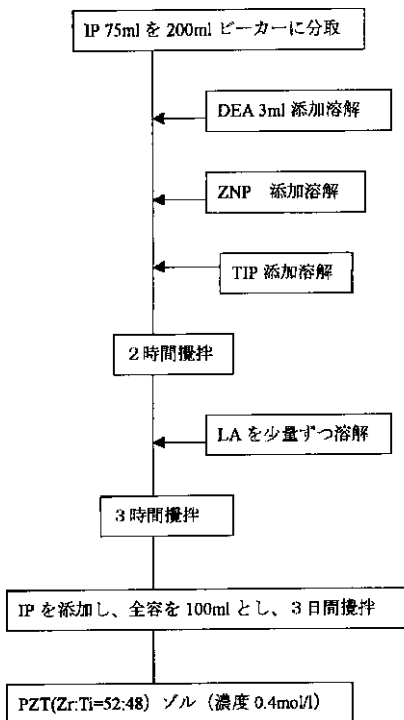 IP 75ml を 200ml ビーカーに分取
DEA 3ml 添加溶解
ZNP 添加溶解
TIP 添加溶解
２時間攪拌
LA を少量ずつ溶解
３時間攪拌
IP を添加し、全容を 100ml とし、３日間攪拌
PZT(Zr:Ti=52:48) ゾル（濃度 0.4mol/l）